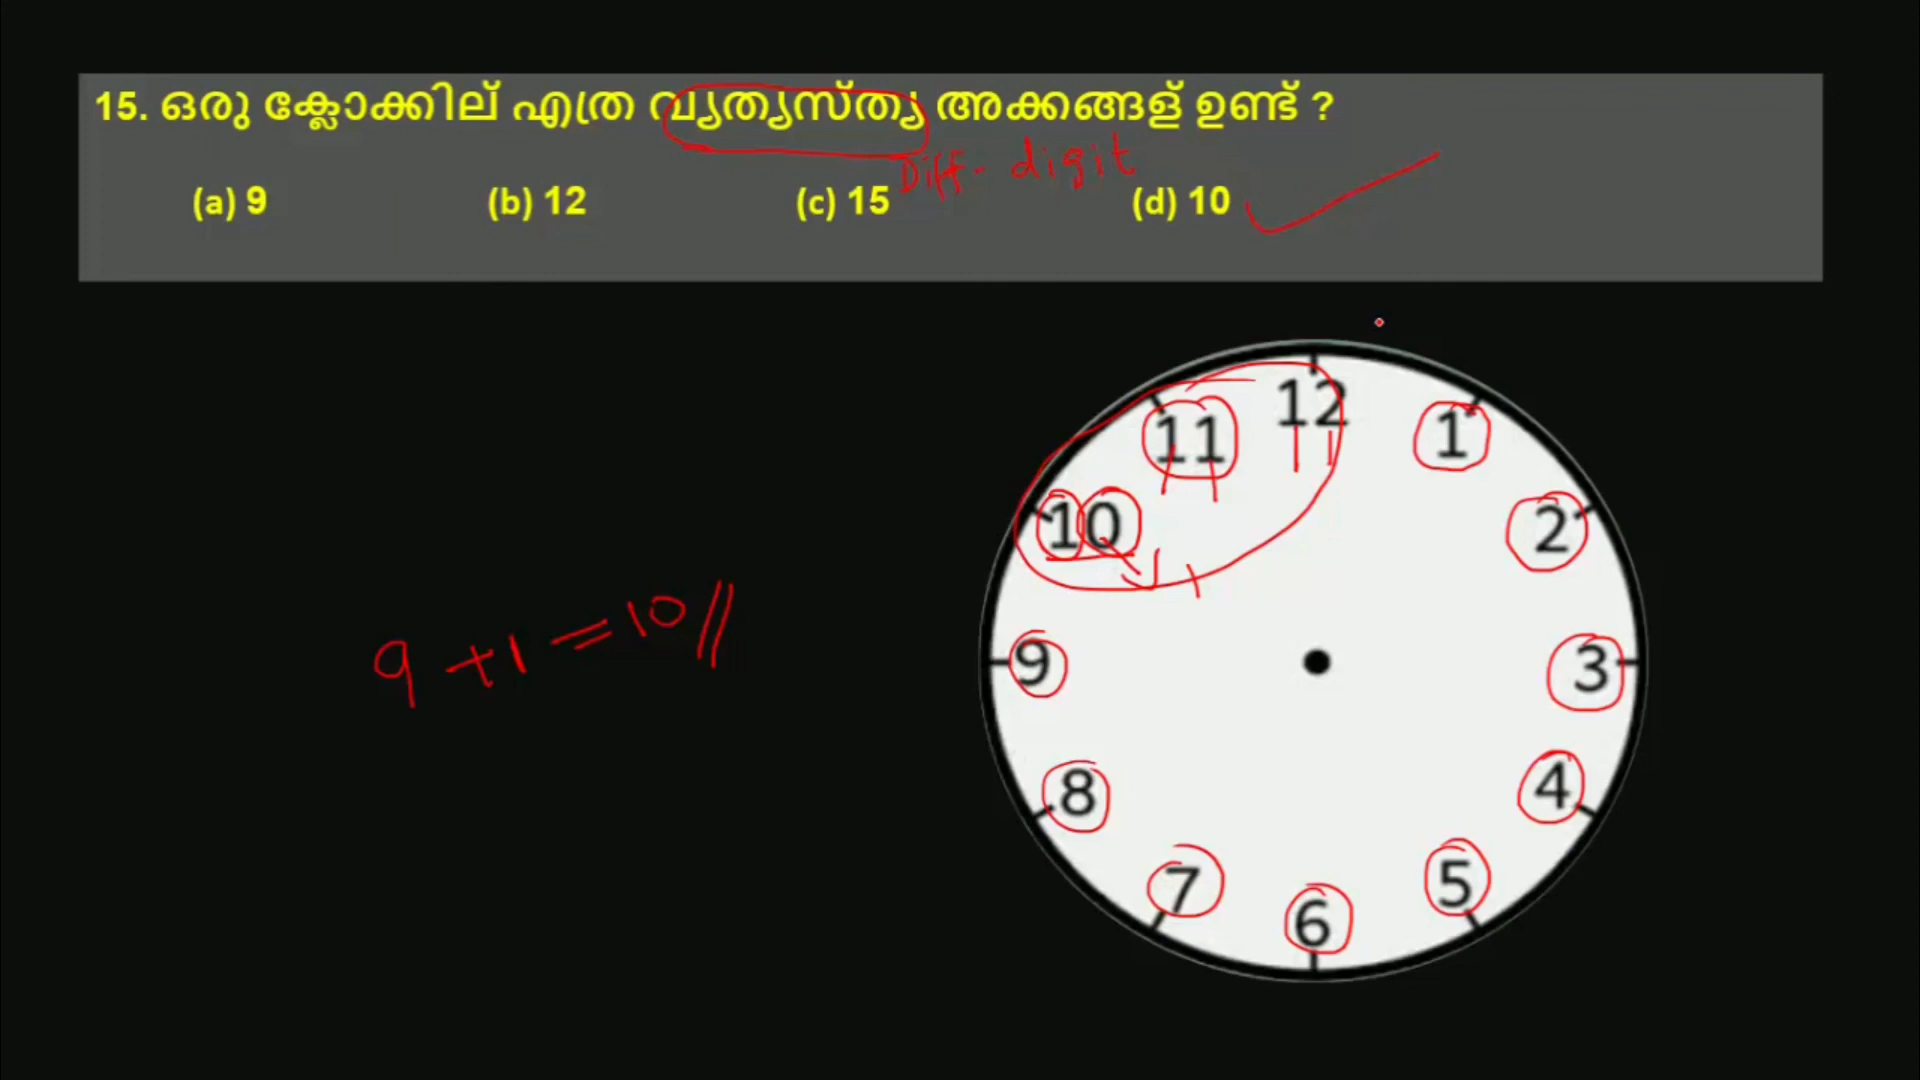 15. ഒരു ക്ലോക്കില് എത്ര വ്യത്യസ്ത്യ അക്കങ്ങള് ഉണ്ട് ?
Diff- digit
(a) 9 (b) 12 (c) 15 (d) 10
12
11 1
10 2
9 3
8 4
7 5
6
9 + 1 = 10 //